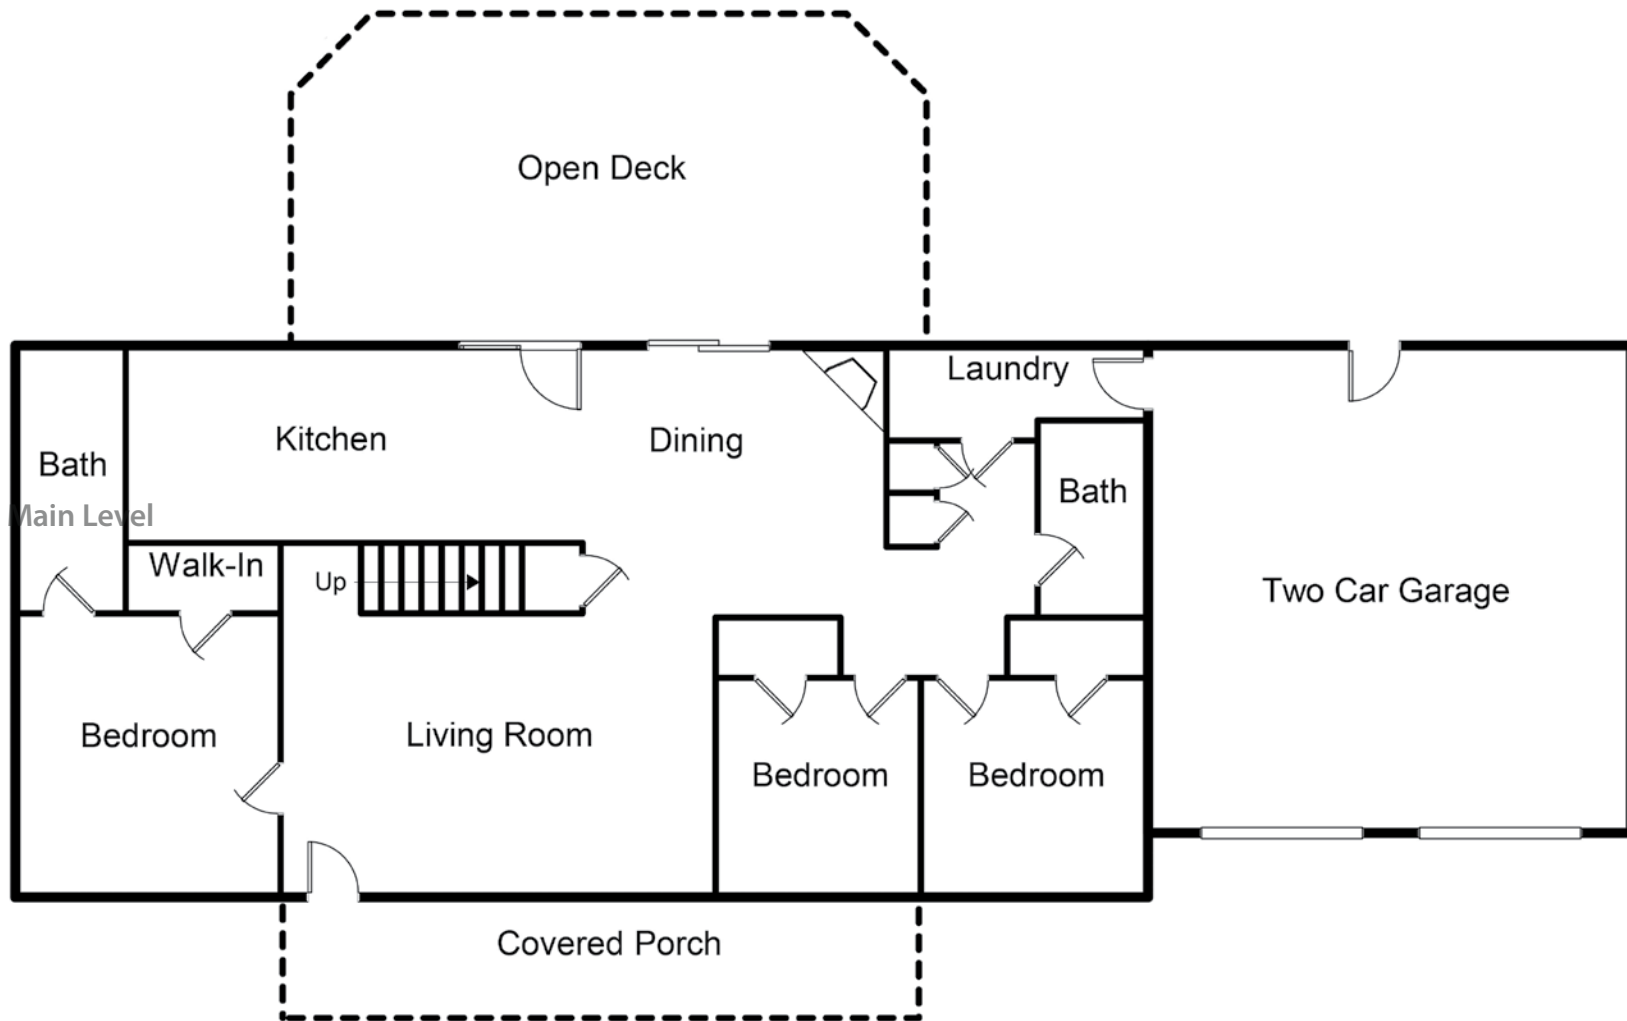 Open Deck
Laundry
Kitchen
Dining
Bath
Bath
Main Level
Walk-In
Up
Two Car Garage
Bedroom
Living Room
Bedroom
Bedroom
Covered Porch